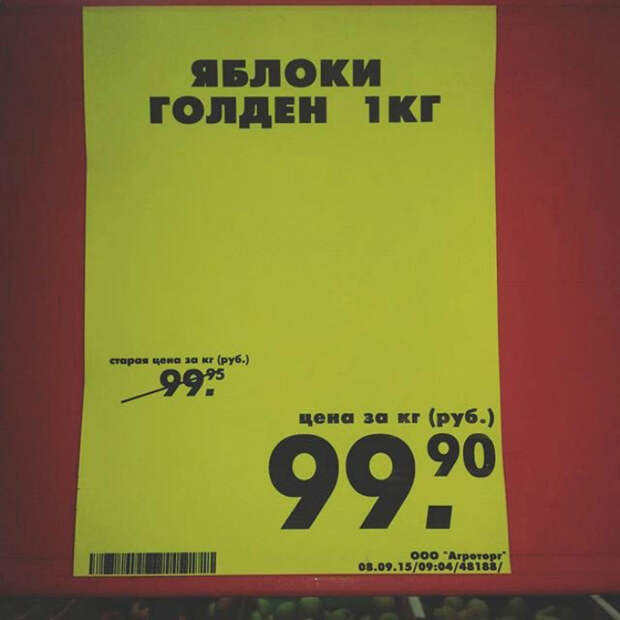 ЯБЛОКИ
ГОЛДЕН 1КГ
старая цена за кг (руб.)
99.95
цена за кг (руб.)
99.90
ООО "Агроторг"
08.09.15/09:04/48188/